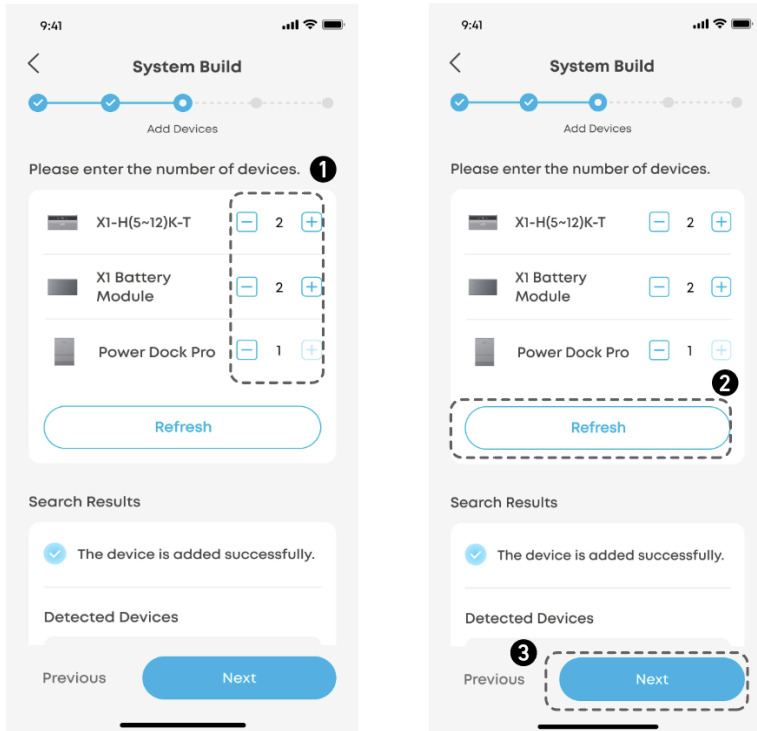 9:41
System Build
Add Devices
Please enter the number of devices.
1
X1-H(5~12)K-T
2
X1 Battery
Module
2
Power Dock Pro
1
Refresh
Search Results
The device is added successfully.
Detected Devices
Previous
Next
9:41
System Build
Add Devices
Please enter the number of devices.
X1-H(5~12)K-T
2
X1 Battery
Module
2
Power Dock Pro
1
2
Refresh
Search Results
The device is added successfully.
Detected Devices
3
Previous
Next